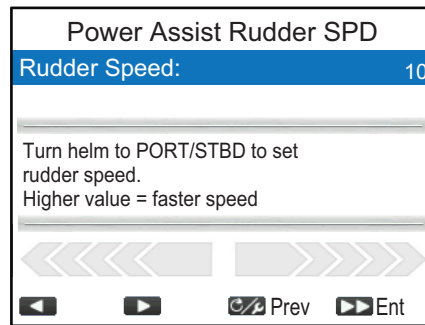 Power Assist Rudder SPD
Rudder Speed: 10
Turn helm to PORT/STBD to set
rudder speed.
Higher value = faster speed
Prev Ent